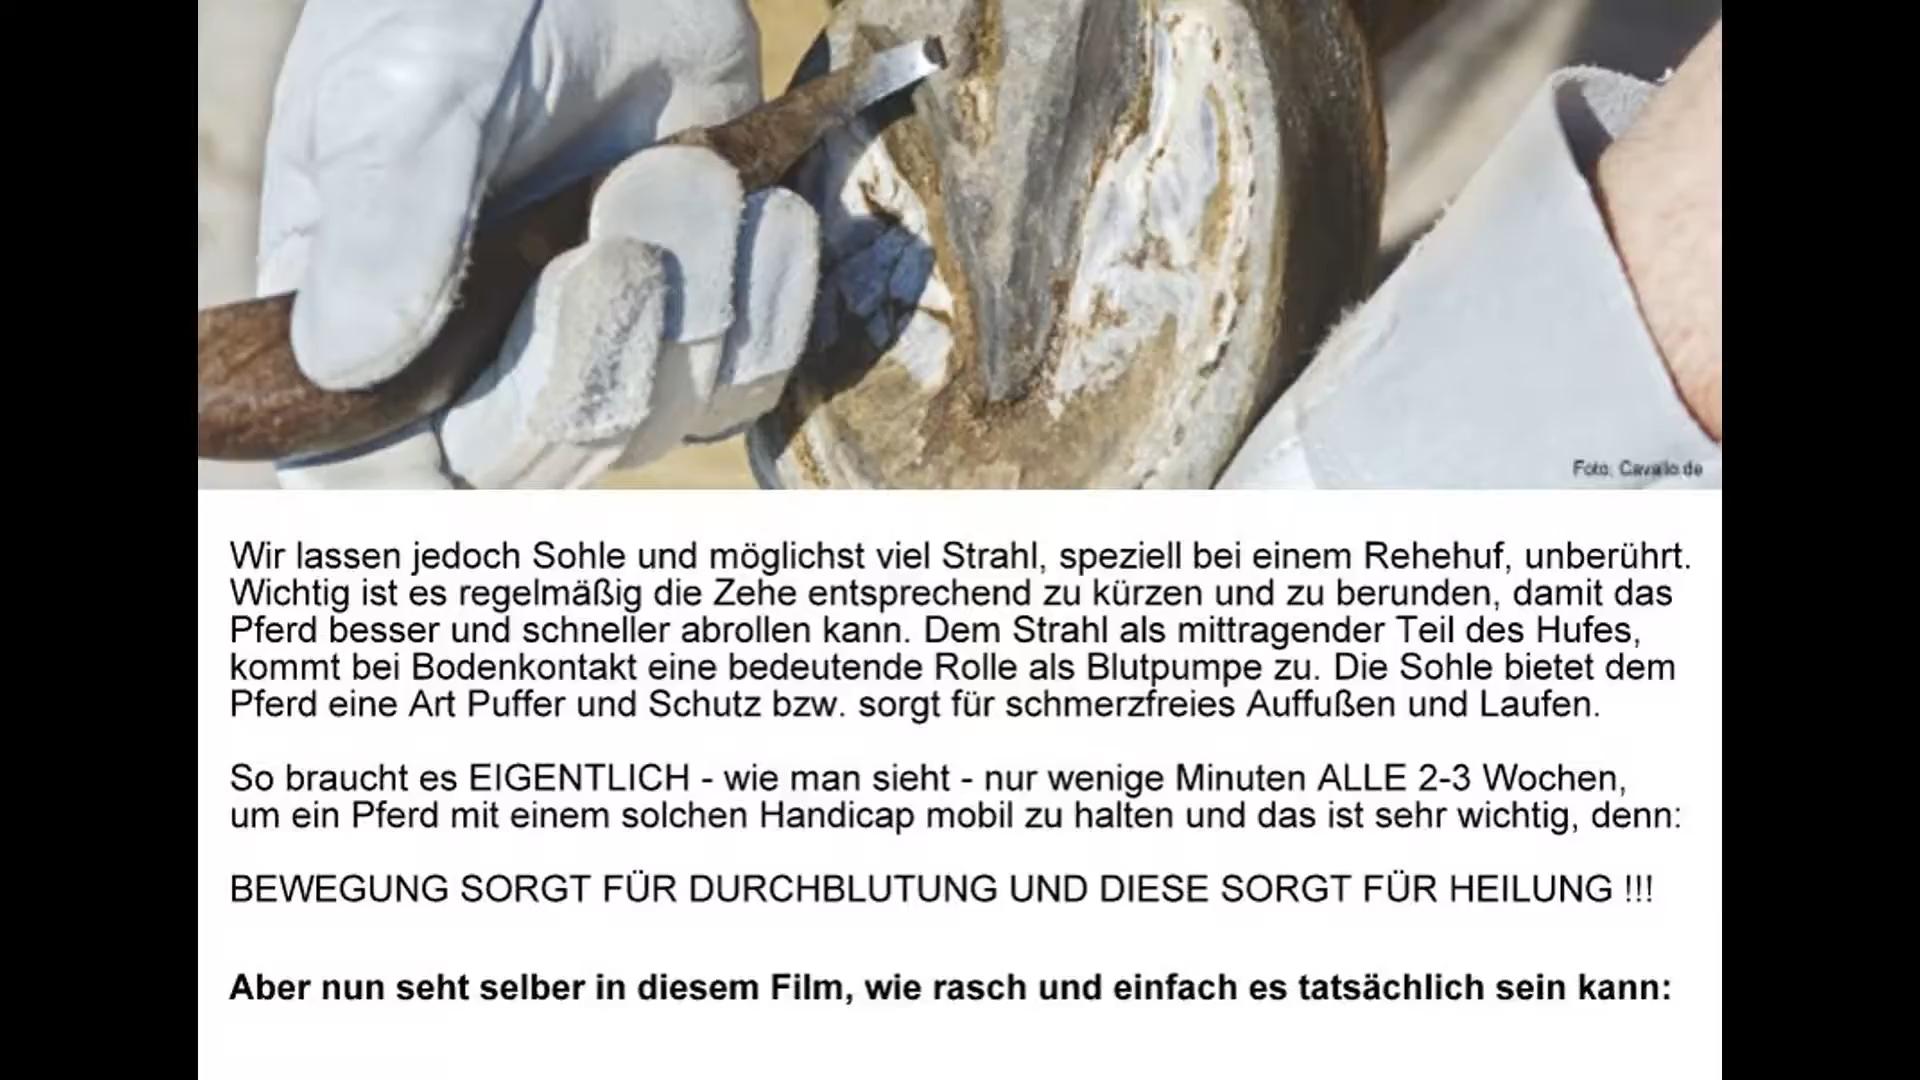 Foto: Cavallo.de
Wir lassen jedoch Sohle und möglichst viel Strahl, speziell bei einem Rehehuf, unberührt.
Wichtig ist es regelmäßig die Zehe entsprechend zu kürzen und zu berunden, damit das
Pferd besser und schneller abrollen kann. Dem Strahl als mittragender Teil des Hufes,
kommt bei Bodenkontakt eine bedeutende Rolle als Blutpumpe zu. Die Sohle bietet dem
Pferd eine Art Puffer und Schutz bzw. sorgt für schmerzfreies Auffußen und Laufen.
So braucht es EIGENTLICH - wie man sieht - nur wenige Minuten ALLE 2-3 Wochen,
um ein Pferd mit einem solchen Handicap mobil zu halten und das ist sehr wichtig, denn:
BEWEGUNG SORGT FÜR DURCHBLUTUNG UND DIESE SORGT FÜR HEILUNG !!!
Aber nun seht selber in diesem Film, wie rasch und einfach es tatsächlich sein kann: